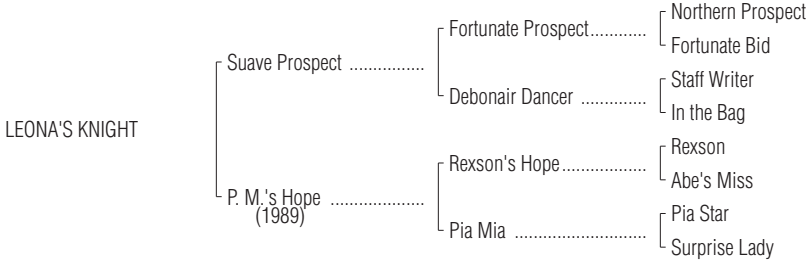 Northern Prospect
Fortunate Prospect............
Fortunate Bid
Suave Prospect ................
Staff Writer
Debonair Dancer ..............
In the Bag
LEONA'S KNIGHT
Rexson
Rexson's Hope..................
Abe's Miss
P. M.'s Hope ....................
(1989)
Pia Star
Pia Mia ............................
Surprise Lady